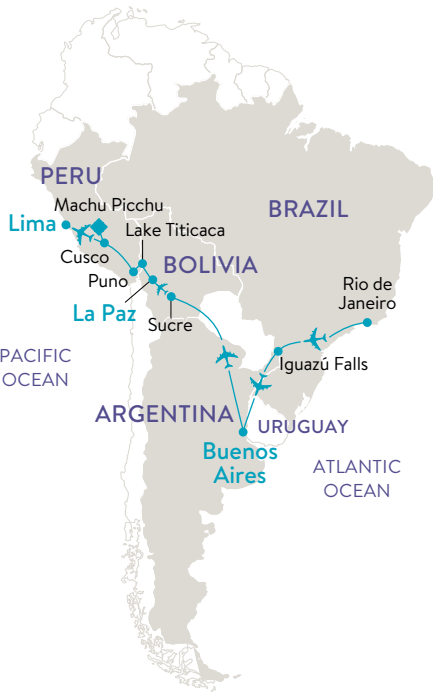 PERU
Machu Picchu
BRAZIL
Lima
Lake Titicaca
Cusco
BOLIVIA
Puno
Rio de
Janeiro
La Paz
Sucre
PACIFIC
OCEAN
Iguazú Falls
ARGENTINA
URUGUAY
Buenos
Aires
ATLANTIC
OCEAN